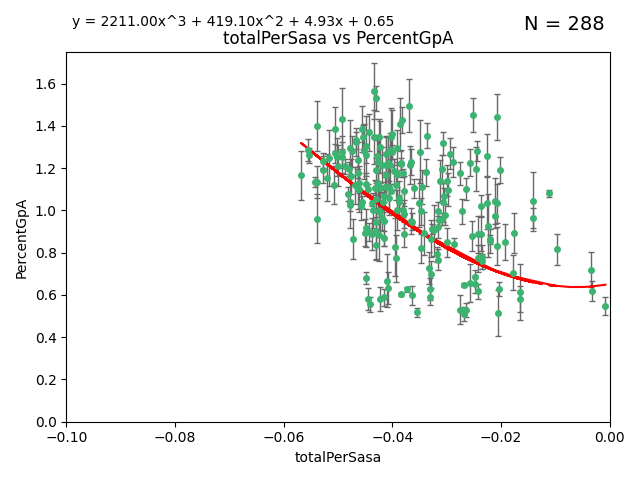 y = 2211.00x^3 + 419.10x^2 + 4.93x + 0.65
N = 288
totalPerSasa vs PercentGpA
1.6
1.4
1.2
1.0
0.8
0.6
0.4
0.2
0.0
PercentGpA
−0.10 −0.08 −0.06 −0.04 −0.02 0.00
totalPerSasa